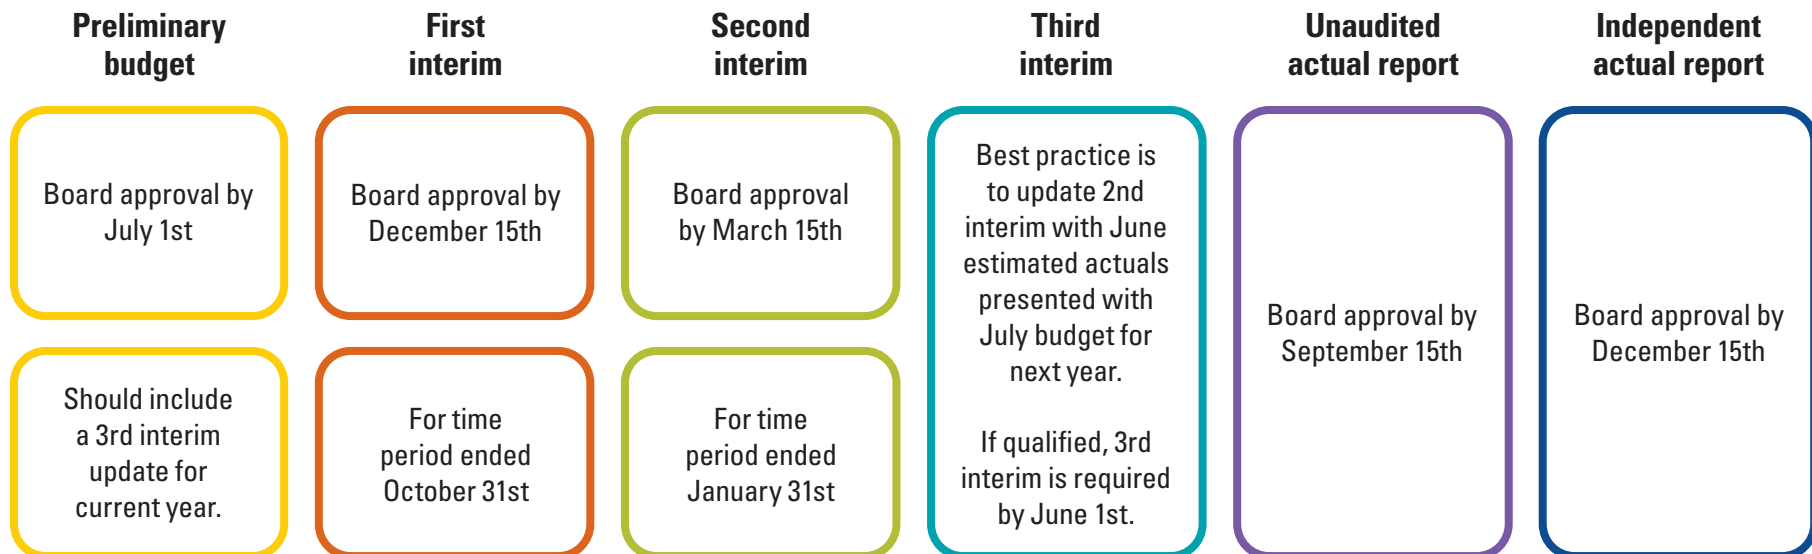 Preliminary
budget
First
interim
Second
interim
Third
interim
Unaudited
actual report
Independent
actual report
Board approval by
July 1st
Should include
a 3rd interim
update for
current year.
Board approval by
December 15th
For time
period ended
October 31st
Board approval
by March 15th
For time
period ended
January 31st
Best practice is
to update 2nd
interim with June
estimated actuals
presented with
July budget for
next year.
If qualified, 3rd
interim is required
by June 1st.
Board approval by
September 15th
Board approval by
December 15th